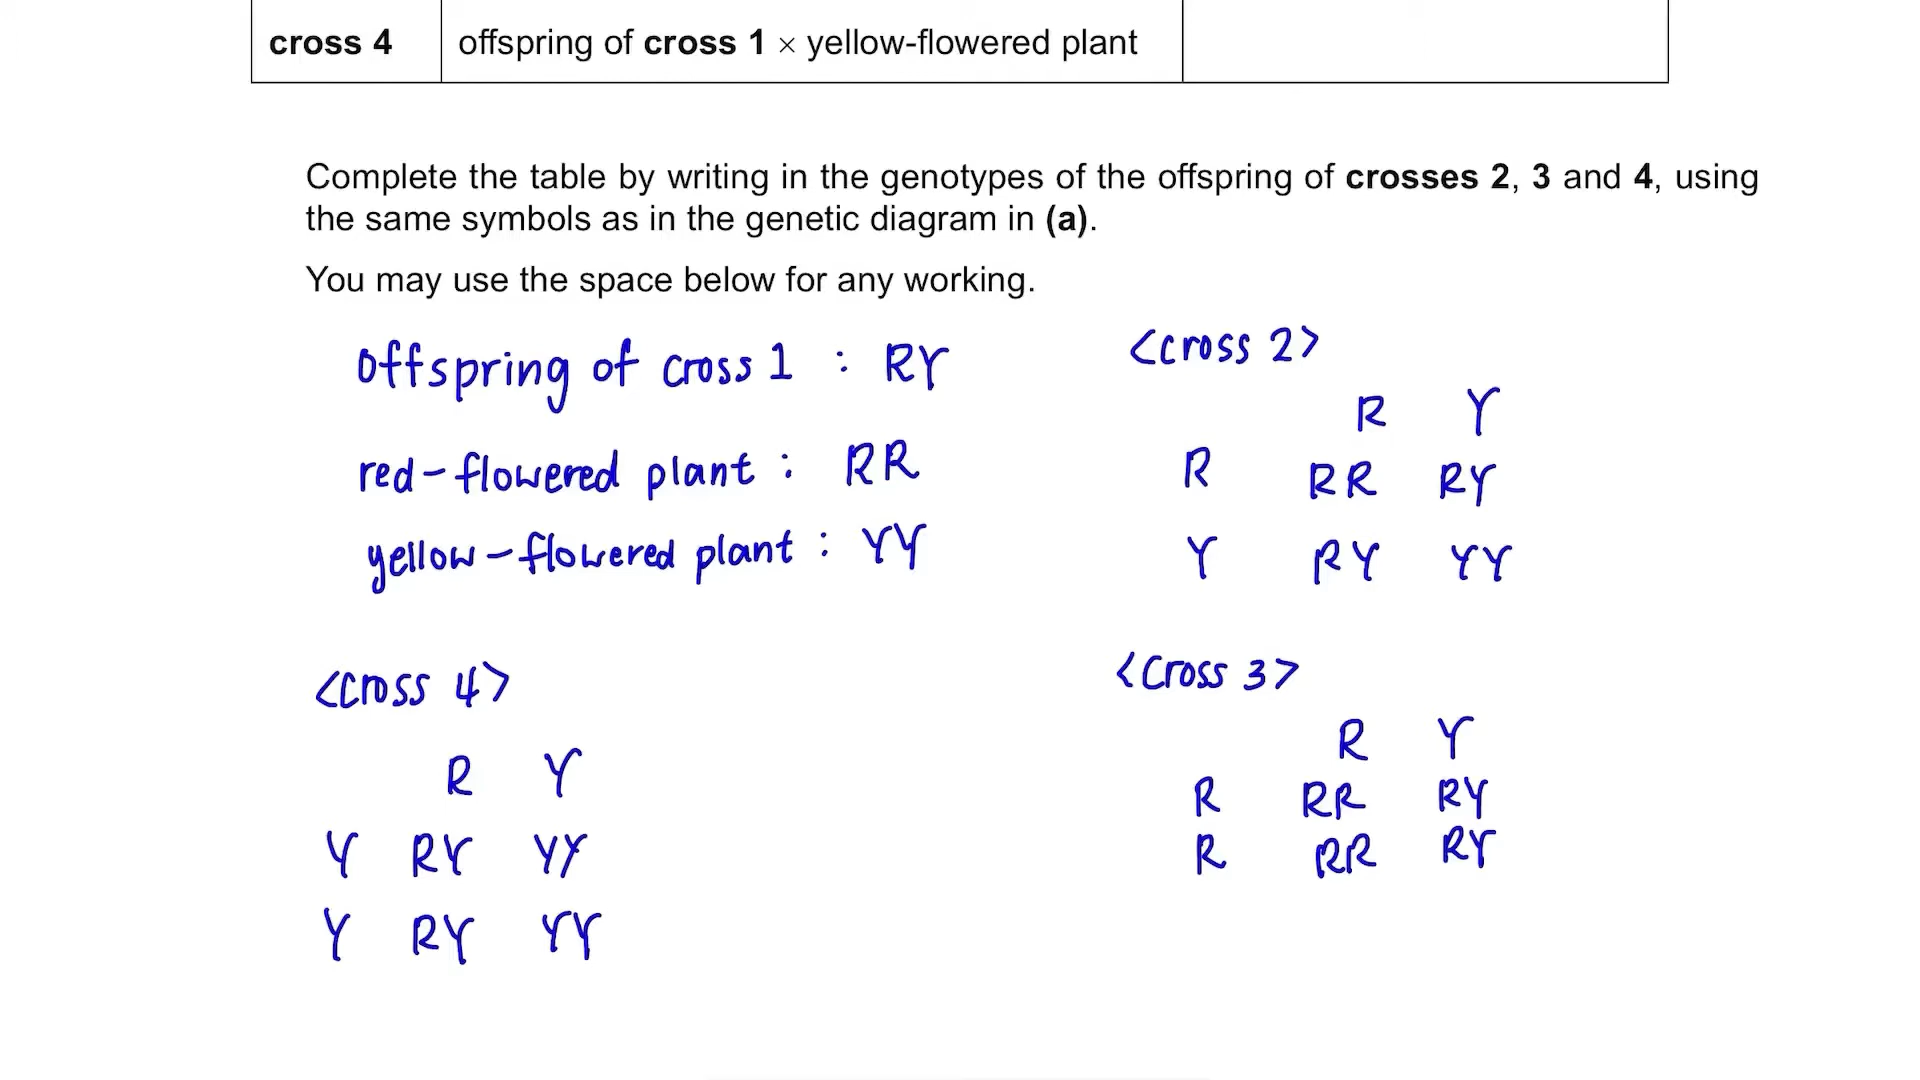 cross 4 offspring of cross 1 × yellow-flowered plant
Complete the table by writing in the genotypes of the offspring of crosses 2, 3 and 4, using
the same symbols as in the genetic diagram in (a).
You may use the space below for any working.
offspring of cross 1 : RY
red-flowered plant : RR
yellow-flowered plant : YY
<cross 2>
R Y
R RR RY
Y RY YY
<cross 4>
R Y
Y RY YY
Y RY YY
<cross 3>
R Y
R RR RY
R RR RY